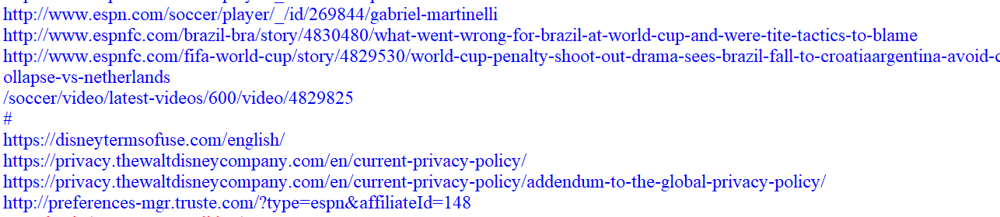 http://www.espn.com/soccer/player/_/id/269844/gabriel-martinelli
http://www.espnfc.com/brazil-bra/story/4830480/what-went-wrong-for-brazil-at-world-cup-and-were-tite-tactics-to-blame
http://www.espnfc.com/fifa-world-cup/story/4829530/world-cup-penalty-shoot-out-drama-sees-brazil-fall-to-croatiaargentina-avoid-c
ollapse-vs-netherlands
/soccer/video/latest-videos/600/video/4829825
#
https://disneytermsofuse.com/english/
https://privacy.thewaltdisneycompany.com/en/current-privacy-policy/
https://privacy.thewaltdisneycompany.com/en/current-privacy-policy/addendum-to-the-global-privacy-policy/
http://preferences-mgr.truste.com/?type=espn&affiliateId=148